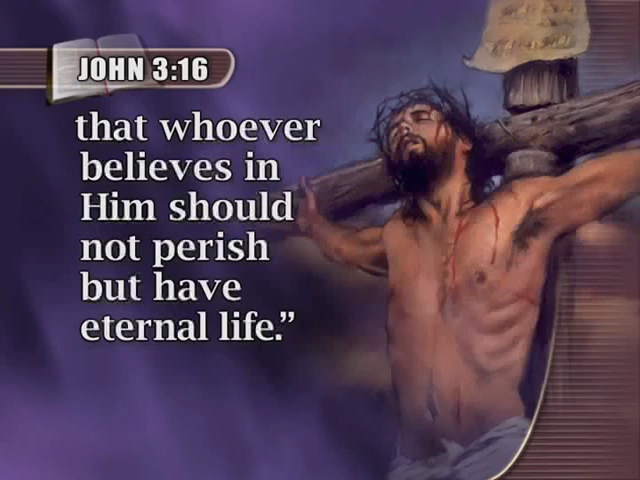 JOHN 3:16
that whoever
believes in
Him should
not perish
but have
eternal life.”